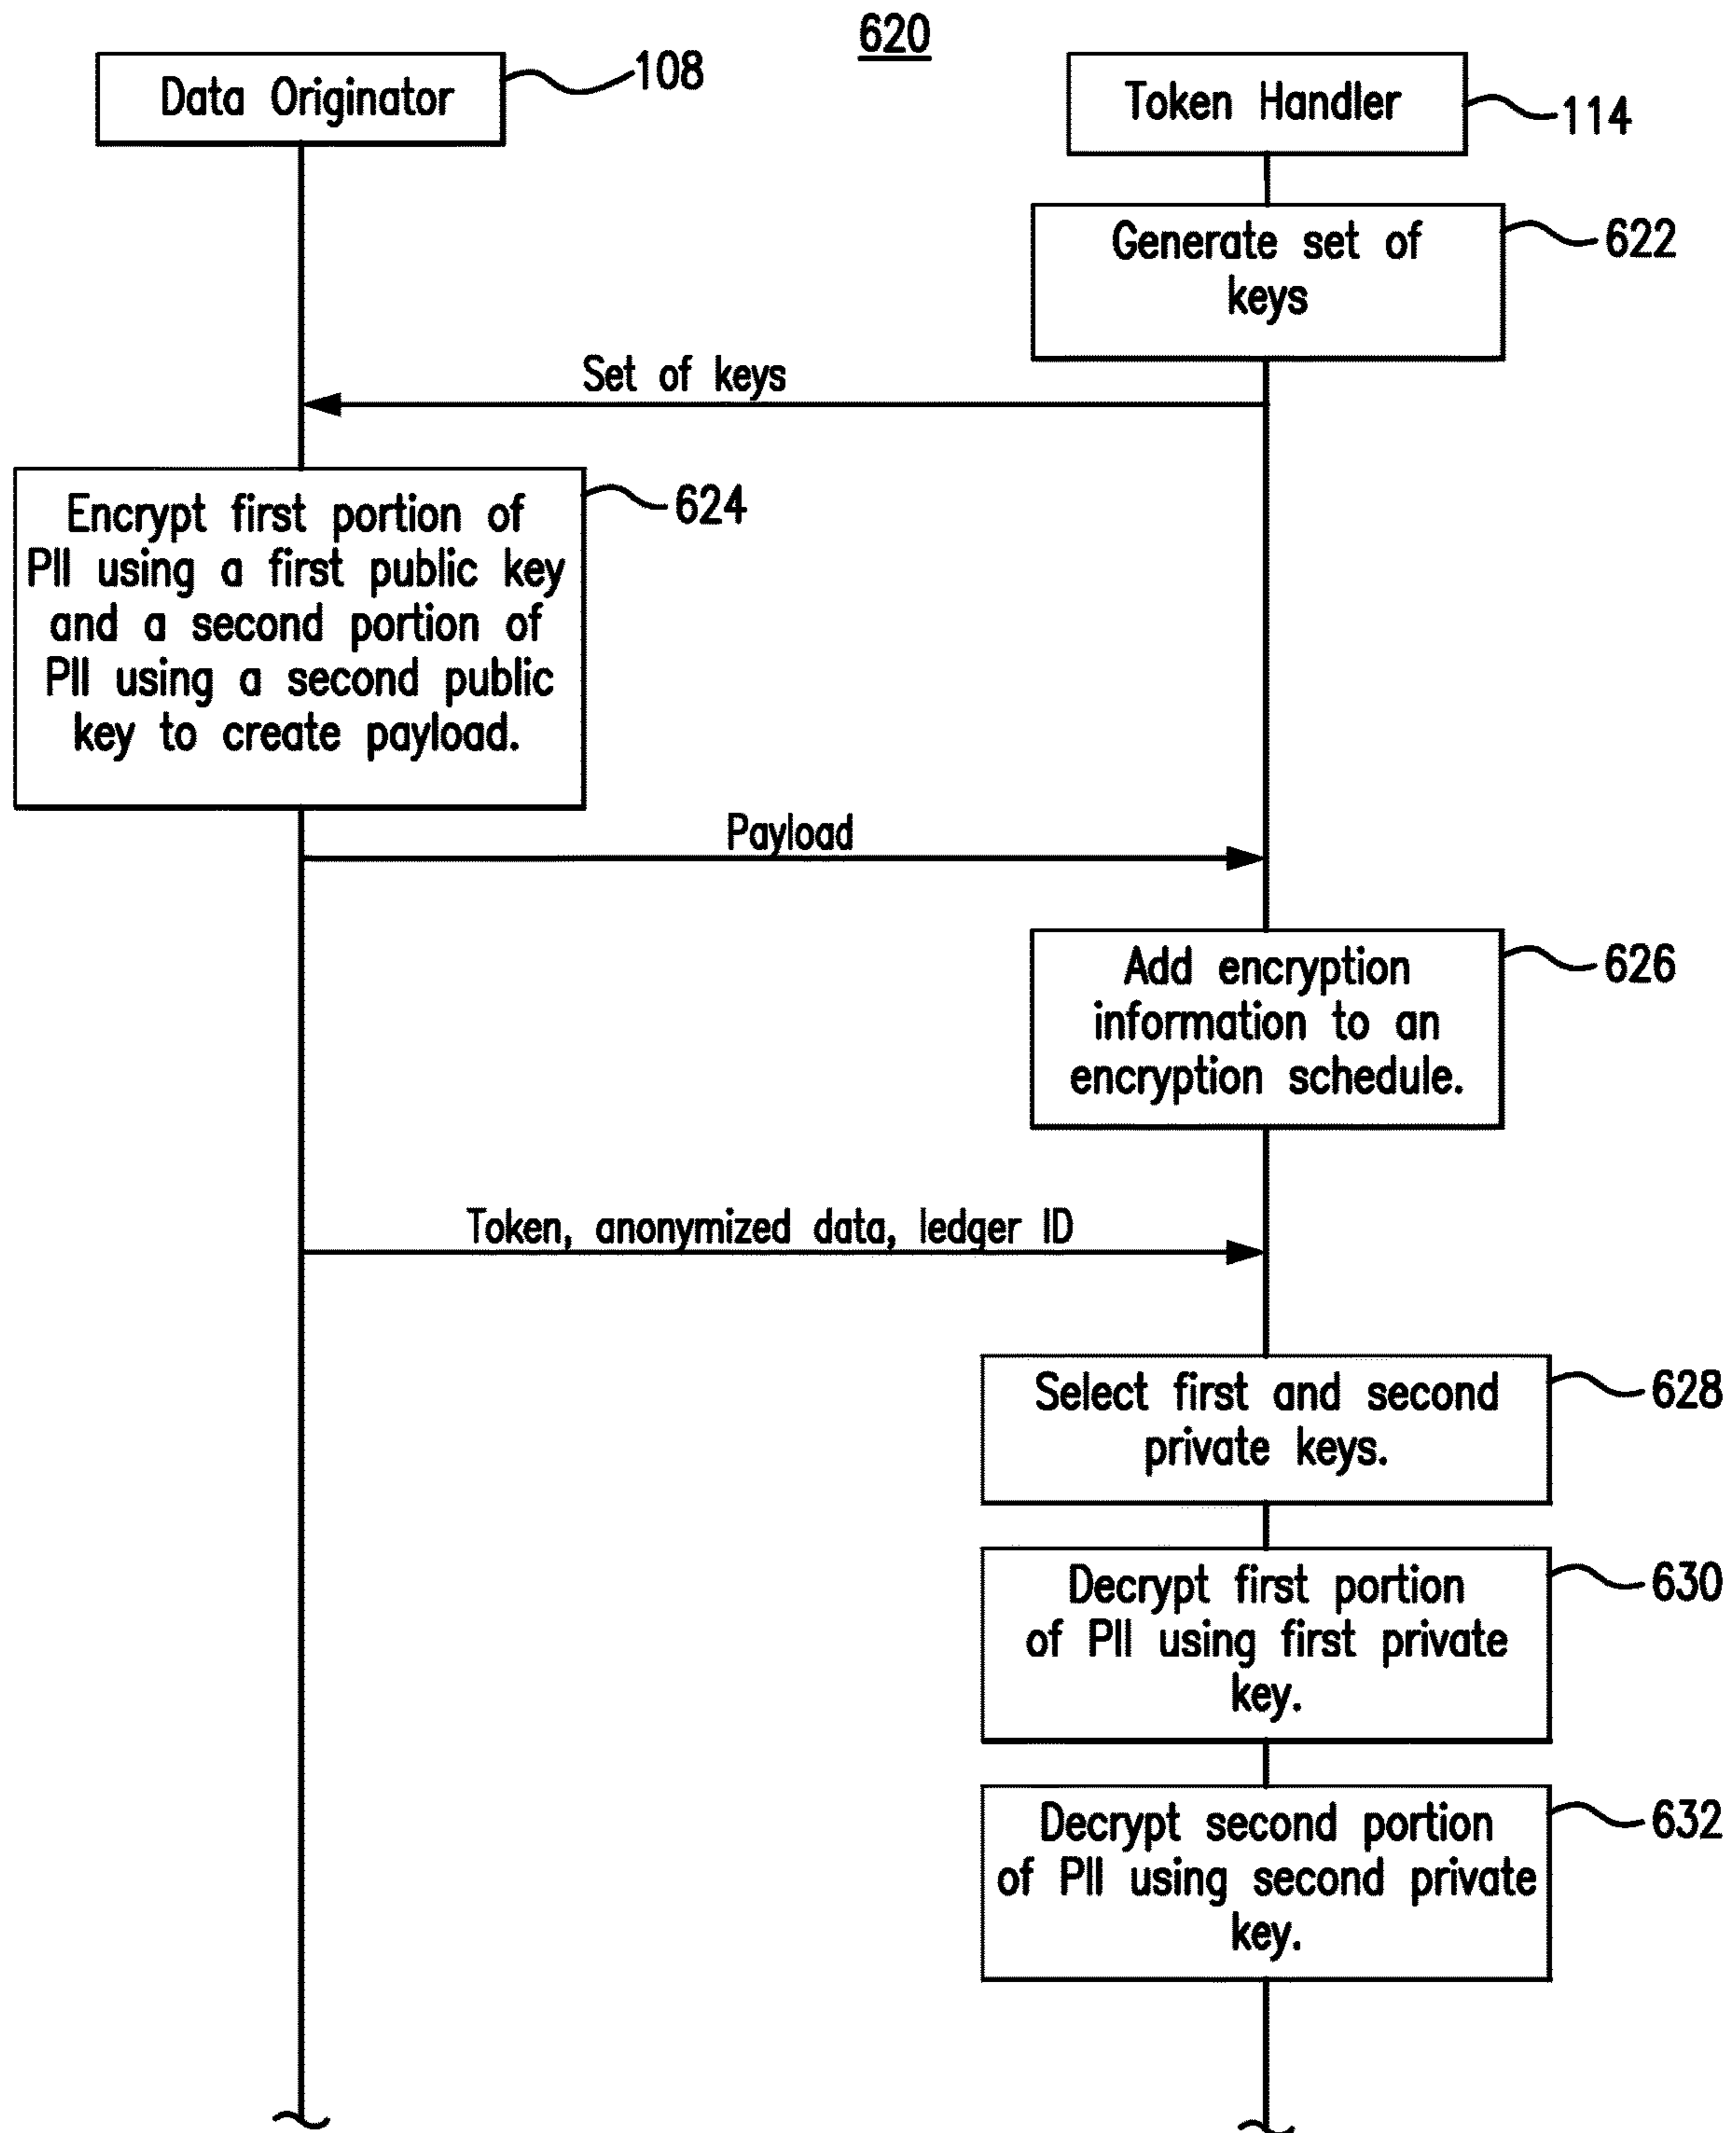 620
Data Originator
108
Token Handler
114
Generate set of
keys
622
Set of keys
Encrypt first portion of
PII using a first public key
and a second portion of
PII using a second public
key to create payload.
624
Payload
Add encryption
information to an
encryption schedule.
626
Token, anonymized data, ledger ID
Select first and second
private keys.
628
Decrypt first portion
of PII using first private
key.
630
Decrypt second portion
of PII using second private
key.
632